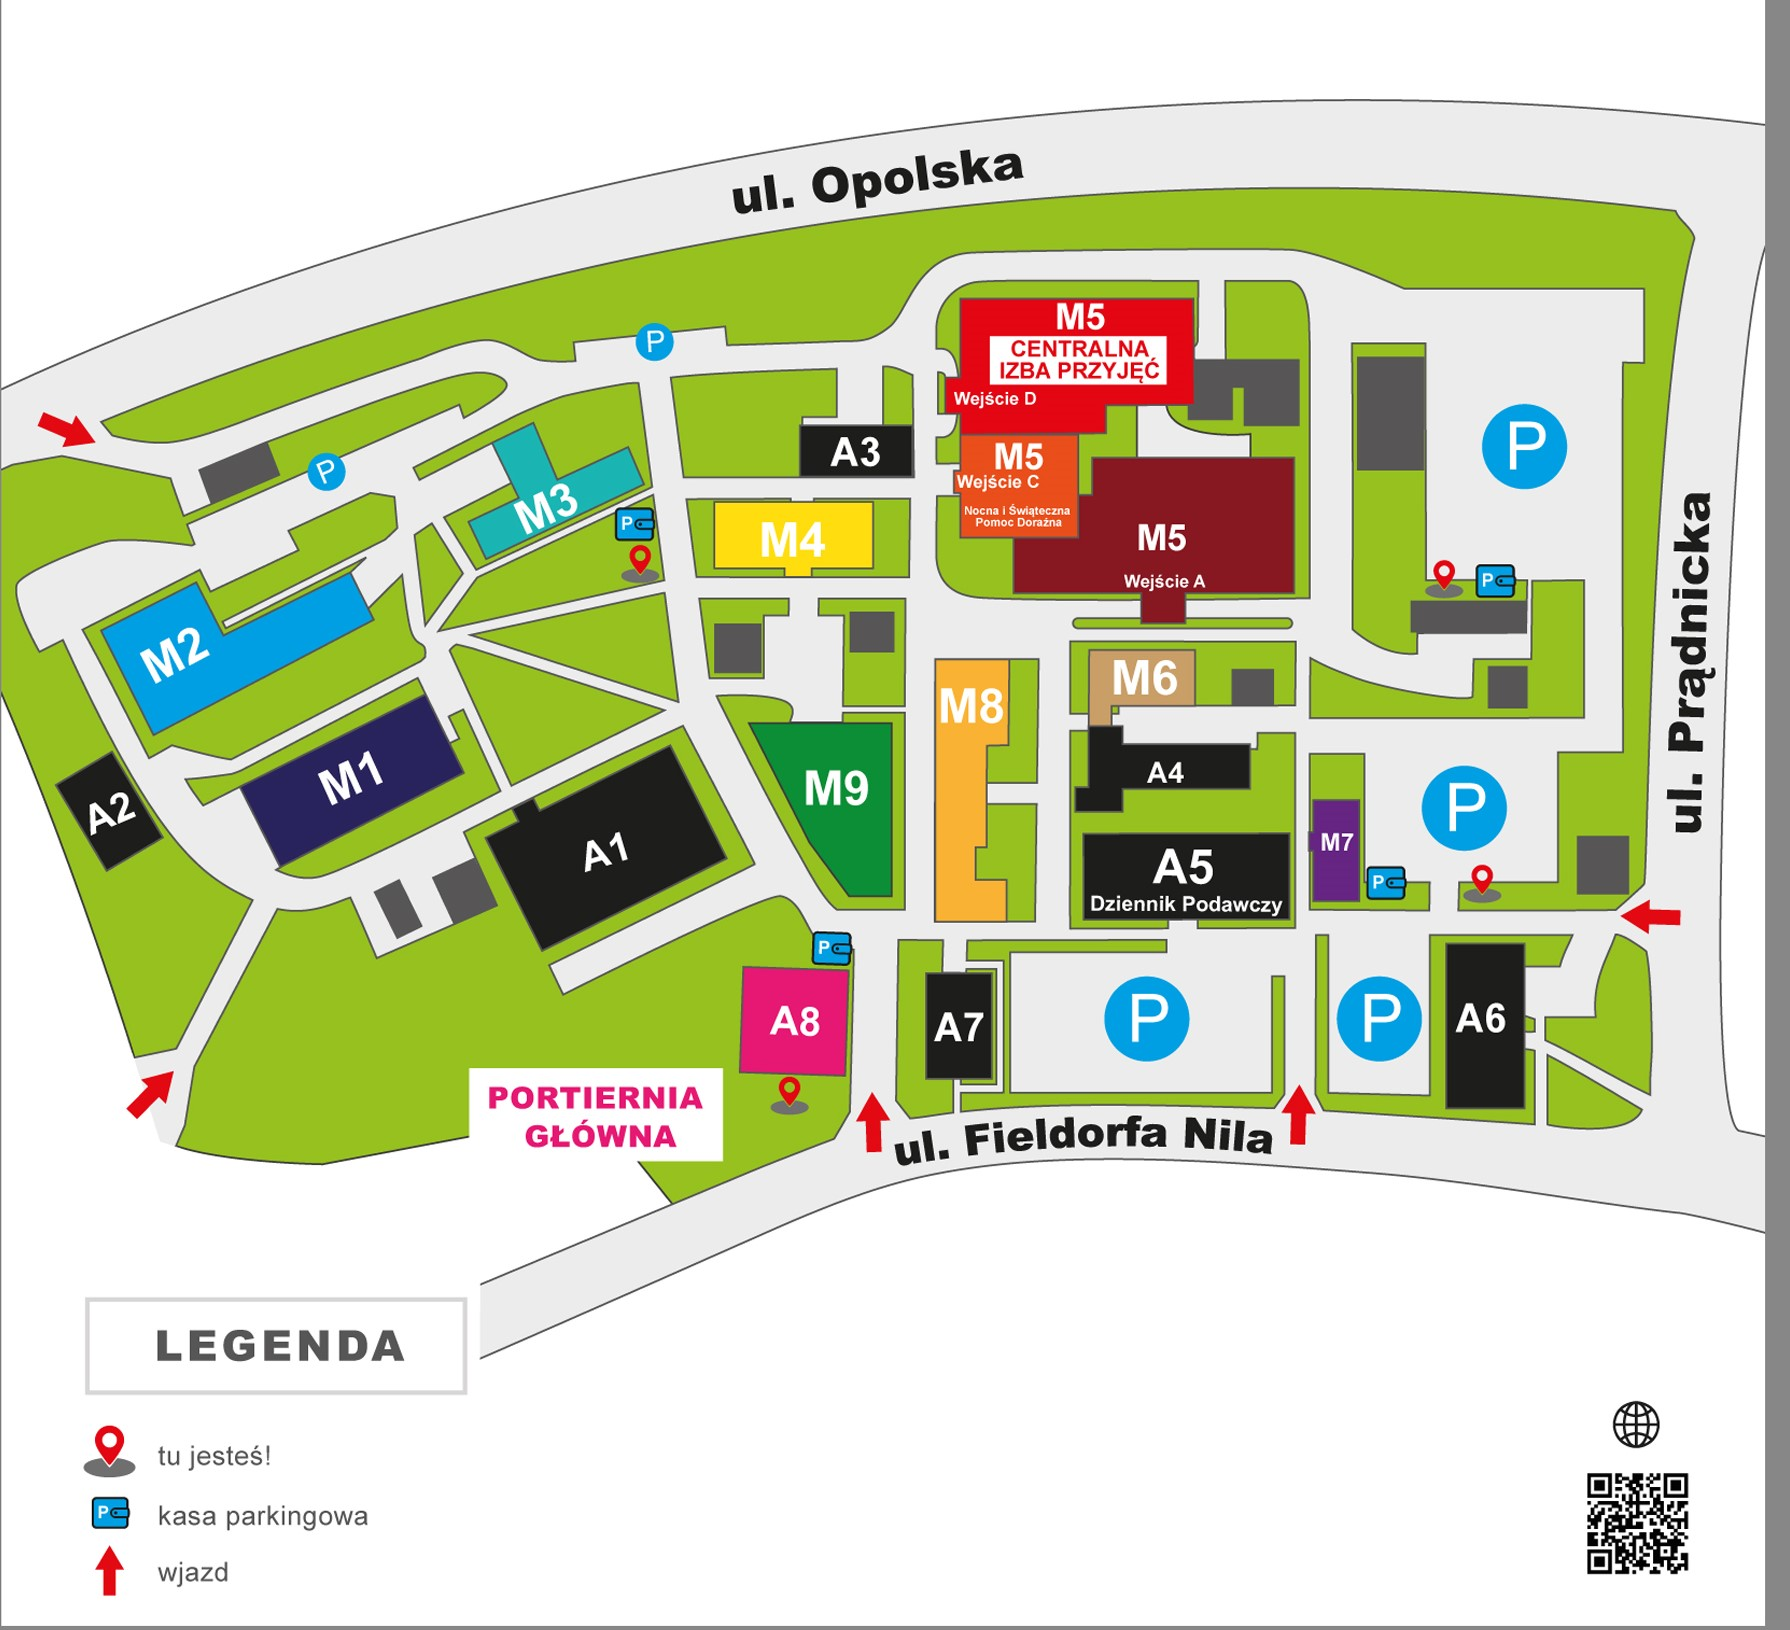 ul. Opolska
P
M5
CENTRALNA
IZBA PRZYJĘĆ
Wejście D
A3
M5
Wejście C
Nocna i Świąteczna
Pomoc Doraźna
P
P
M3
P
M4
M5
Wejście A
P
ul. Prądnicka
M2
M6
M8
M1
A4
M9
A2
A1
M7
P
A5
Dziennik Podawczy
P
P
A8
A7
P
P
A6
PORTIERNIA
GŁÓWNA
ul. Fieldorfa Nila
LEGENDA
tu jesteś!
P
kasa parkingowa
wjazd